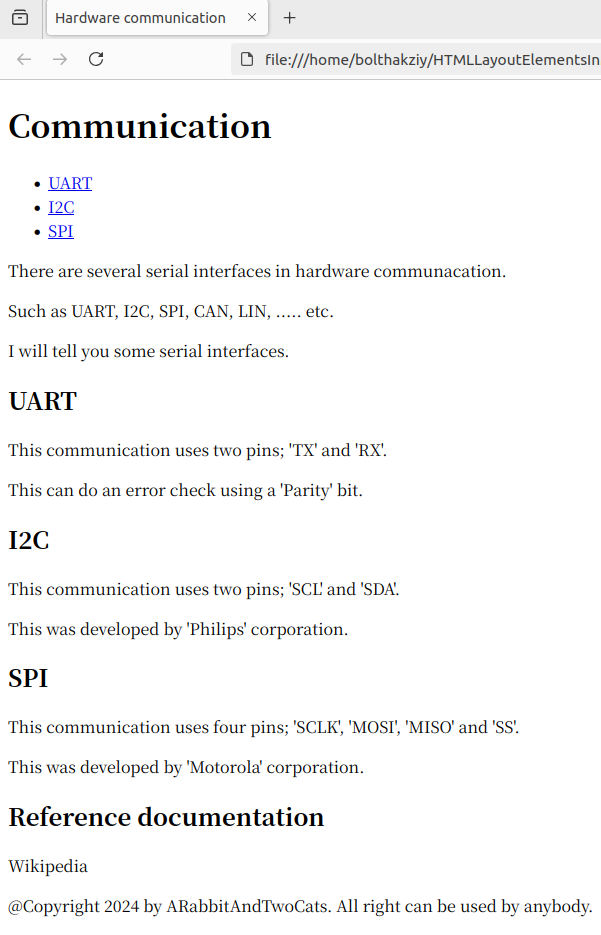 Hardware communication
file:///home/bolthakziy/HTMLLayoutElementsIn
Communication
UART
I2C
SPI
There are several serial interfaces in hardware communacation.
Such as UART, I2C, SPI, CAN, LIN, ..... etc.
I will tell you some serial interfaces.
UART
This communication uses two pins; 'TX' and 'RX'.
This can do an error check using a 'Parity' bit.
I2C
This communication uses two pins; 'SCL' and 'SDA'.
This was developed by 'Philips' corporation.
SPI
This communication uses four pins; 'SCLK', 'MOSI', 'MISO' and 'SS'.
This was developed by 'Motorola' corporation.
Reference documentation
Wikipedia
@Copyright 2024 by ARabbitAndTwoCats. All right can be used by anybody.